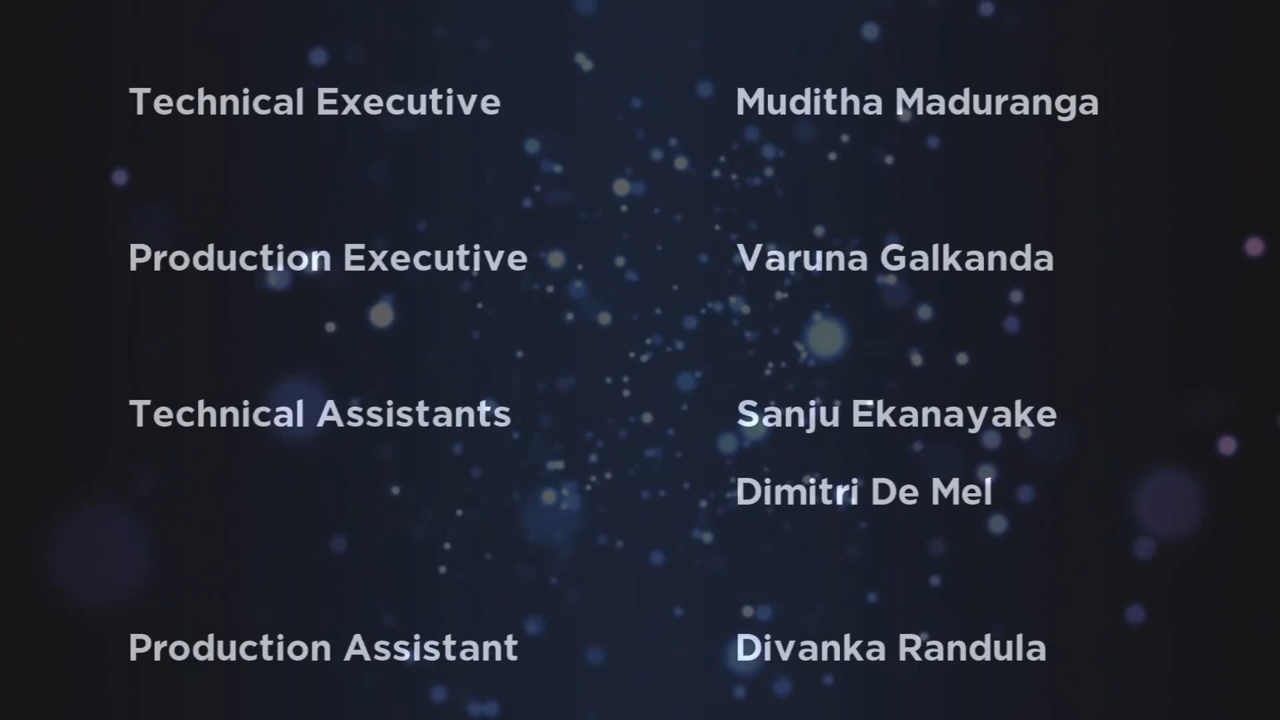 Technical Executive Muditha Maduranga
Production Executive Varuna Galkanda
Technical Assistants Sanju Ekanayake
Dimitri De Mel
Production Assistant Divanka Randula